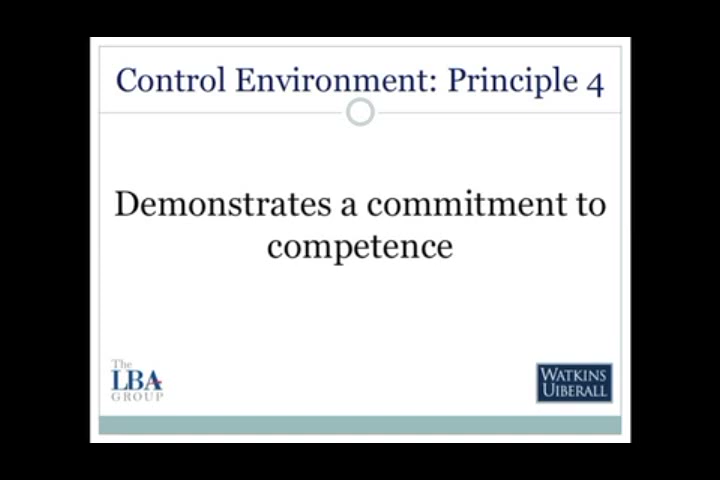 Control Environment: Principle 4
Demonstrates a commitment to
competence
The
LBA
GROUP
WATKINS
UIBERALL